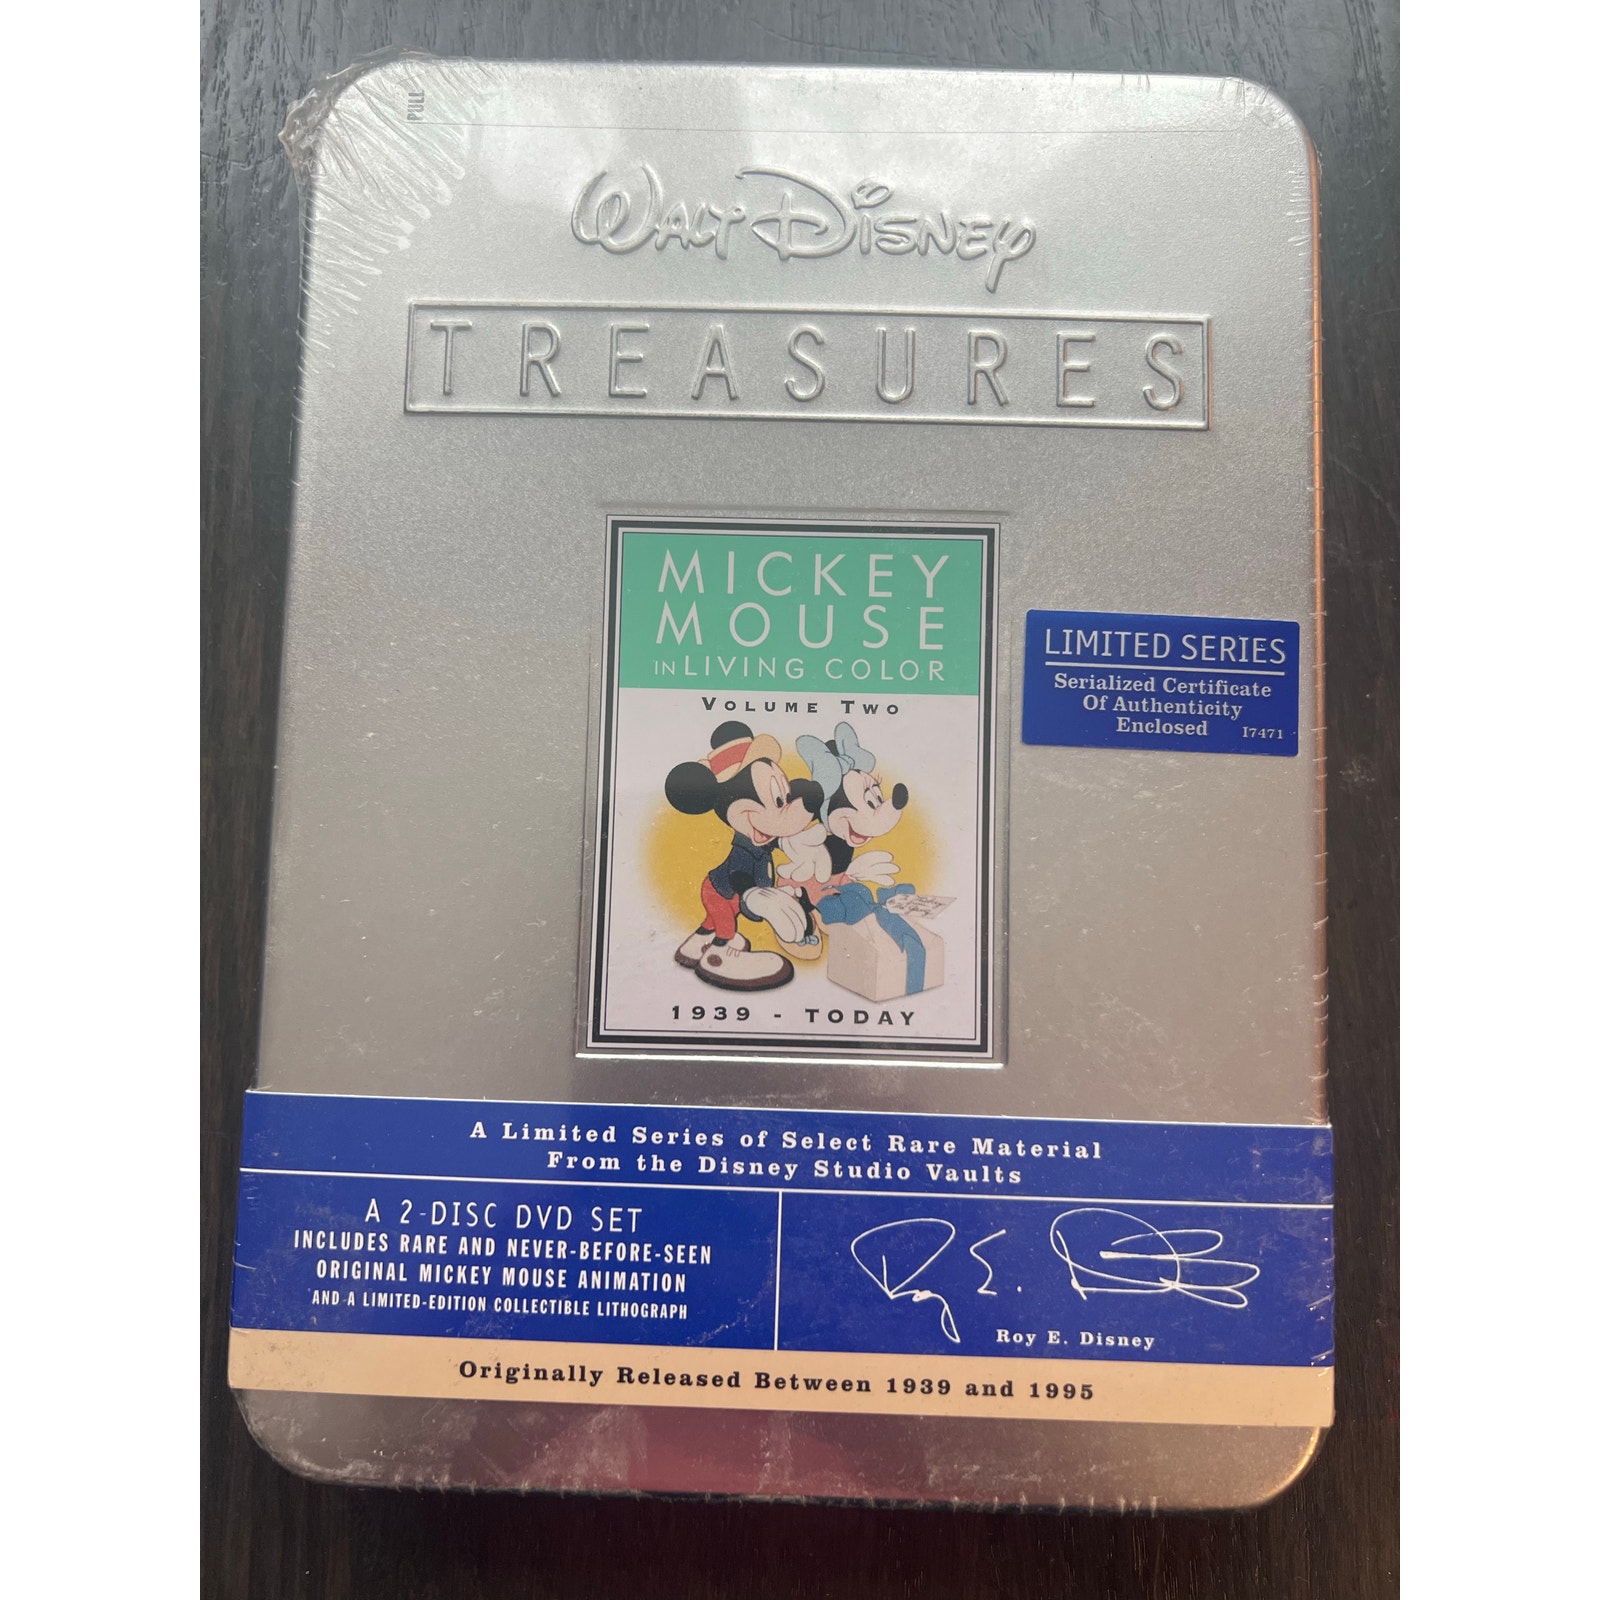 PULL
WALT DISNEY
TREASURES
MICKEY
MOUSE
IN LIVING COLOR
VOLUME TWO
1939 - TODAY
LIMITED SERIES
Serialized Certificate
Of Authenticity
Enclosed I7471
A Limited Series of Select Rare Material
From the Disney Studio Vaults
A 2-DISC DVD SET
INCLUDES RARE AND NEVER-BEFORE-SEEN
ORIGINAL MICKEY MOUSE ANIMATION
AND A LIMITED-EDITION COLLECTIBLE LITHOGRAPH
Roy E. Disney
Roy E. Disney
Originally Released Between 1939 and 1995